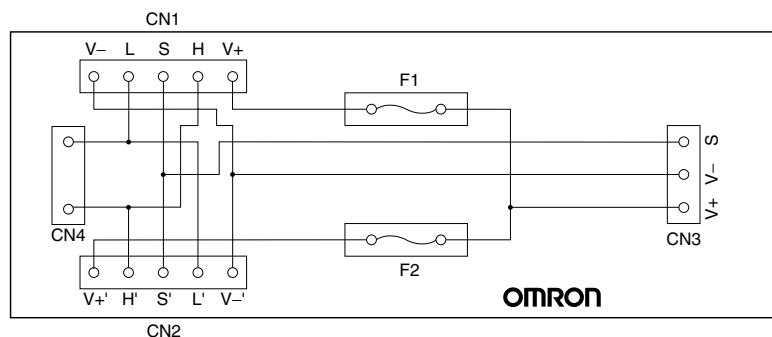 CN1
V− L S H V+
F1
S
V−
V+
CN4
CN3
F2
V+' H' S' L' V−'
OMRON
CN2